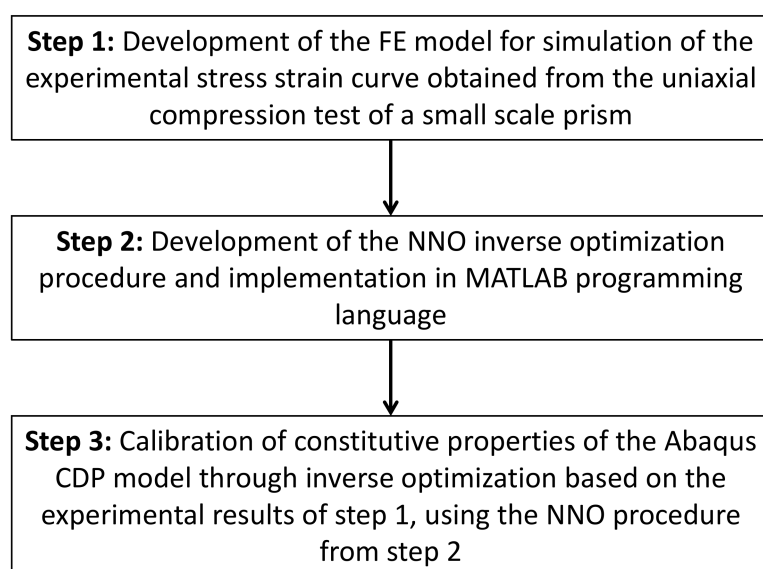 Step 1: Development of the FE model for simulation of the
experimental stress strain curve obtained from the uniaxial
compression test of a small scale prism
Step 2: Development of the NNO inverse optimization
procedure and implementation in MATLAB programming
language
Step 3: Calibration of constitutive properties of the Abaqus
CDP model through inverse optimization based on the
experimental results of step 1, using the NNO procedure
from step 2